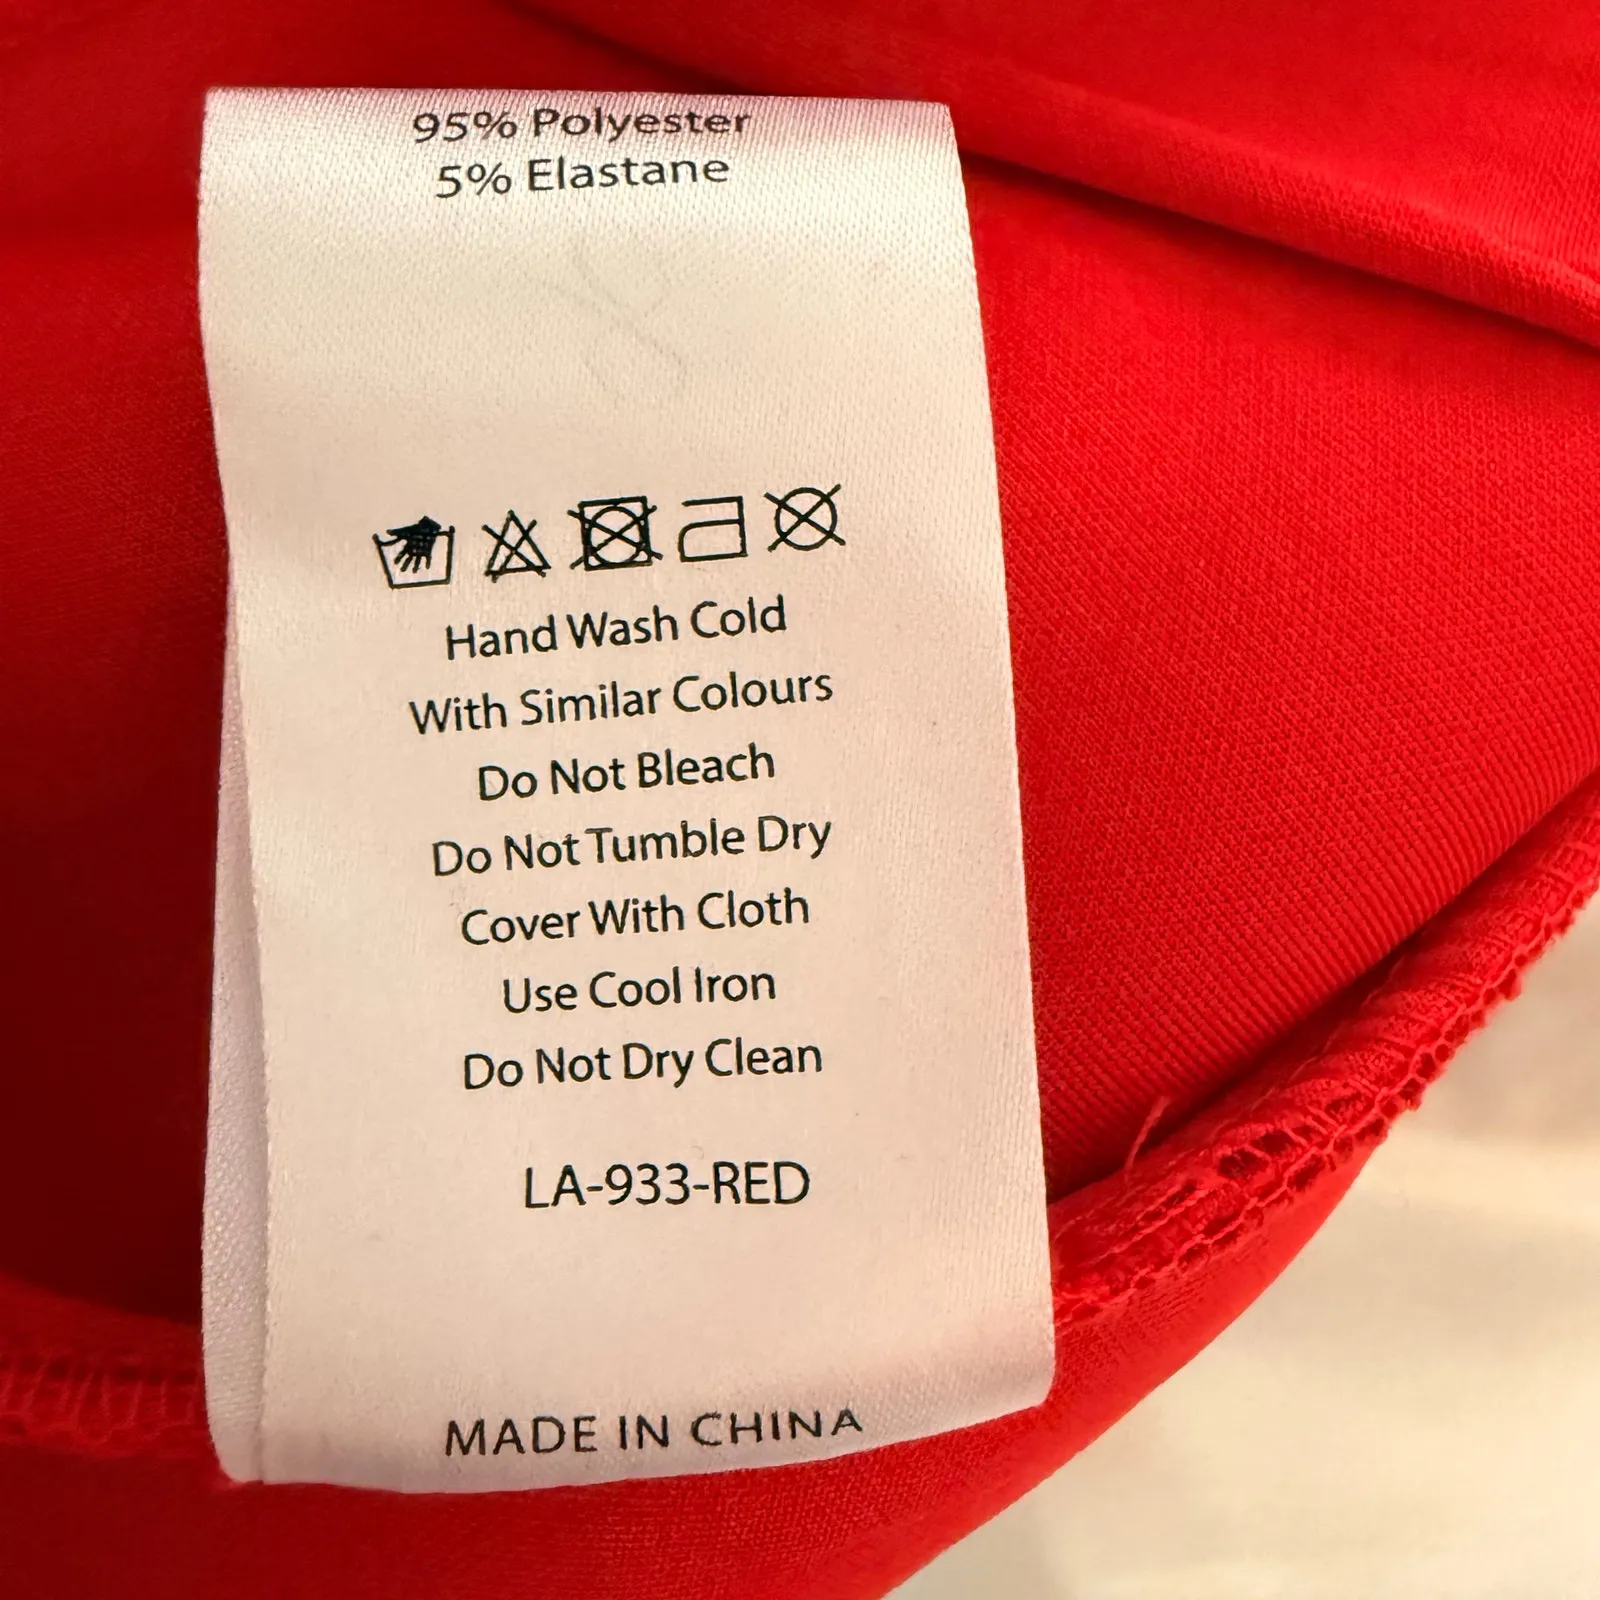 95% Polyester
5% Elastane
Hand Wash Cold
With Similar Colours
Do Not Bleach
Do Not Tumble Dry
Cover With Cloth
Use Cool Iron
Do Not Dry Clean
LA-933-RED
MADE IN CHINA